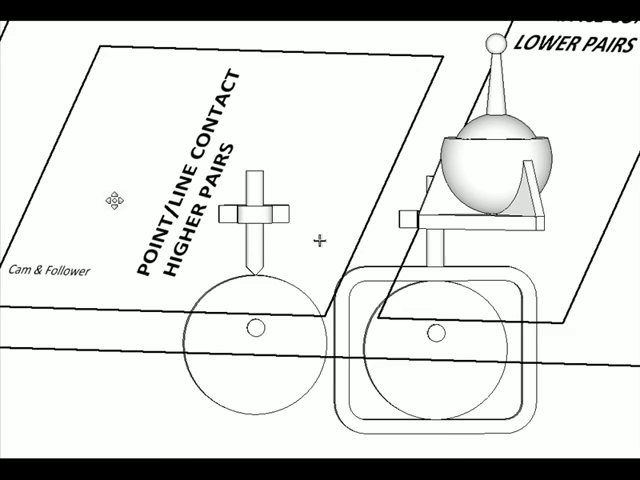 LOWER PAIRS
POINT/LINE CONTACT
HIGHER PAIRS
Cam & Follower